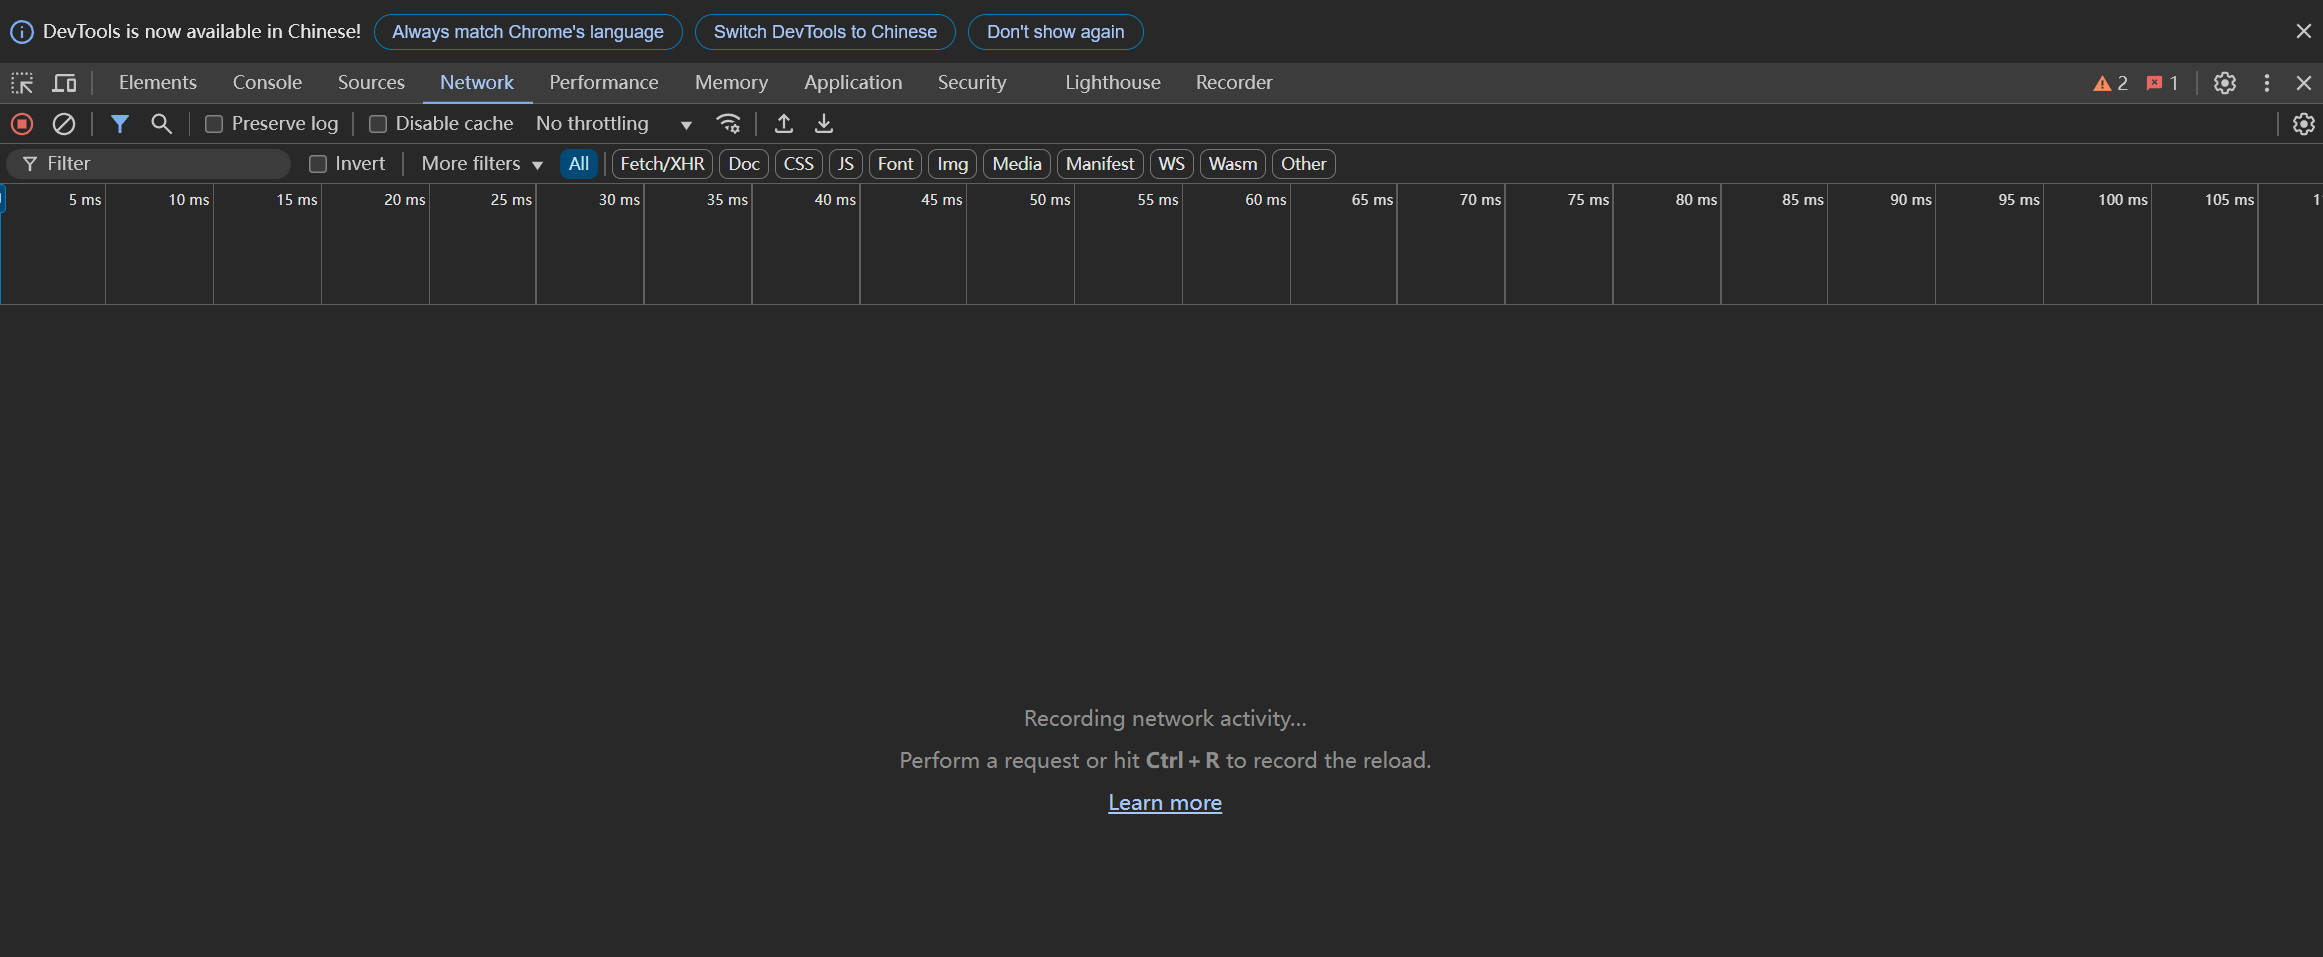 DevTools is now available in Chinese! Always match Chrome's language Switch DevTools to Chinese Don't show again
Elements Console Sources Network Performance Memory Application Security Lighthouse Recorder 2 1
Preserve log Disable cache No throttling
Filter Invert More filters All Fetch/XHR Doc CSS JS Font Img Media Manifest WS Wasm Other
5 ms 10 ms 15 ms 20 ms 25 ms 30 ms 35 ms 40 ms 45 ms 50 ms 55 ms 60 ms 65 ms 70 ms 75 ms 80 ms 85 ms 90 ms 95 ms 100 ms 105 ms
Recording network activity…
Perform a request or hit Ctrl + R to record the reload.
Learn more